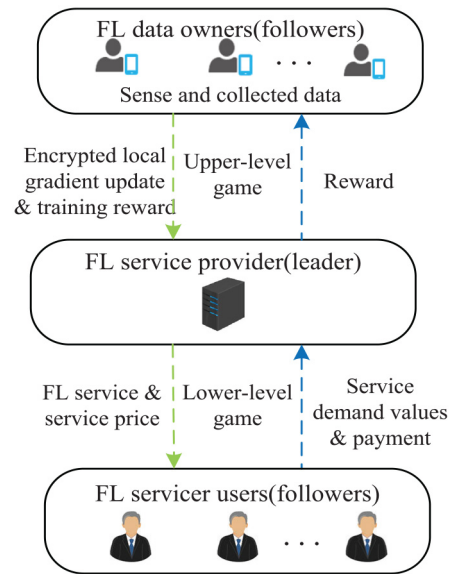 FL data owners(followers)
. . .
Sense and collected data
Encrypted local
gradient update
& training reward
Upper-level
game
Reward
FL service provider(leader)
FL service &
service price
Lower-level
game
Service
demand values
& payment
FL servicer users(followers)
. . .